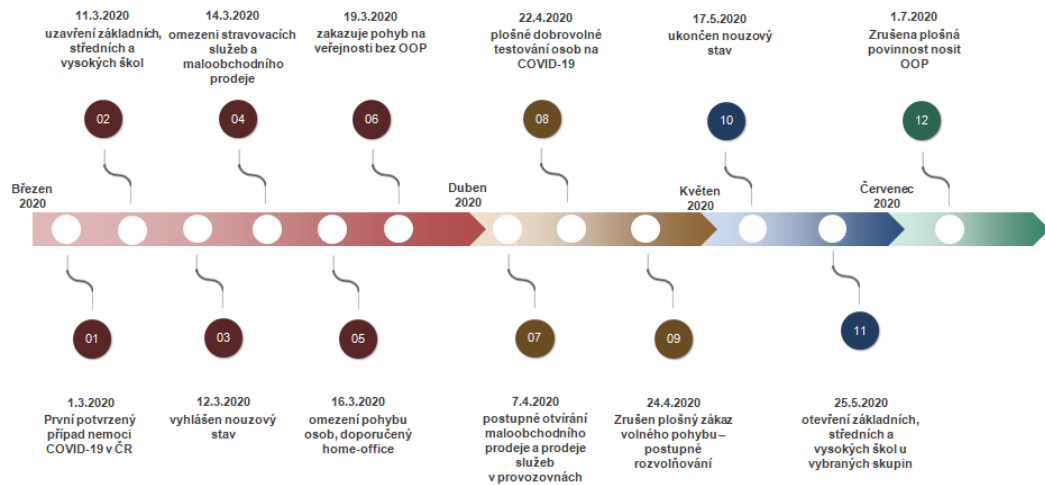 11.3.2020
uzavření základních,
středních a
vysokých škol
14.3.2020
omezeni stravovacích
služeb a
maloobchodního
prodeje
19.3.2020
zakazuje pohyb na
veřejnosti bez OOP
22.4.2020
plošné dobrovolné
testování osob na
COVID-19
17.5.2020
ukončen nouzový
stav
1.7.2020
Zrušena plošná
povinnost nosit
OOP
02
04
06
08
10
12
Březen
2020
Duben
2020
Květen
2020
Červenec
2020
01
03
05
07
09
11
1.3.2020
První potvrzený
případ nemoci
COVID-19 v ČR
12.3.2020
vyhlášen nouzový
stav
16.3.2020
omezení pohybu
osob, doporučený
home-office
7.4.2020
postupné otvírání
maloobchodního
prodeje a prodeje
služeb
v provozovnách
24.4.2020
Zrušen plošný zákaz
volného pohybu –
postupné
rozvolňování
25.5.2020
otevření základních,
středních a
vysokých škol u
vybraných skupin